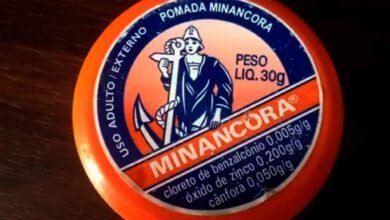 USO ADULTO/EXTERNO
POMADA MINANCORA
PESO
LIQ. 30g
MINANCORA®
cloreto de benzalcônio 0.005g/g
óxido de zinco 0,200g/g
cânfora 0,050g/g